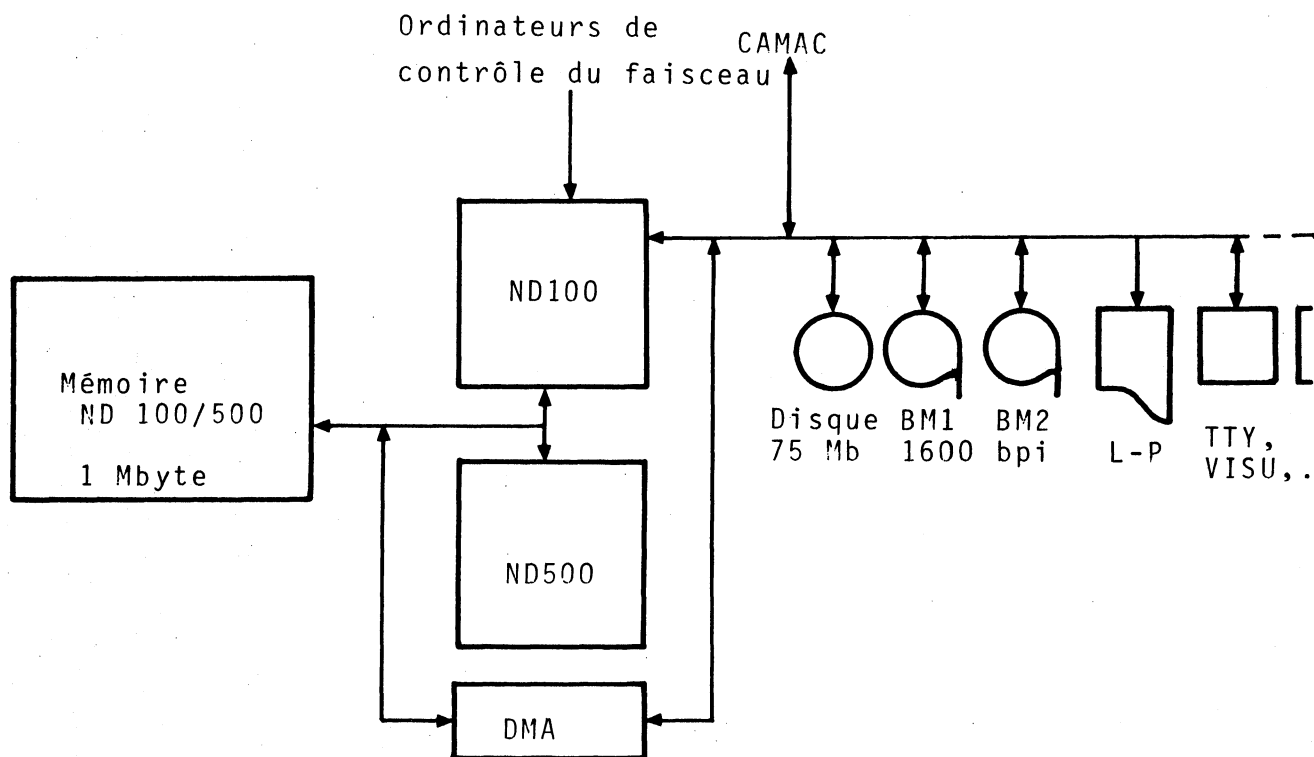 Ordinateurs de
contrôle du faisceau
CAMAC
ND100
Mémoire
ND 100/500
1 Mbyte
ND500
DMA
Disque
75 Mb
BM1
1600
BM2
bpi
L-P
TTY,
VISU,.